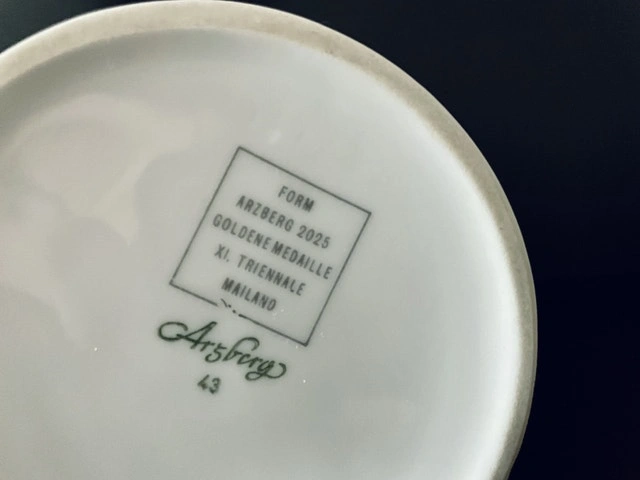 FORM
ARZBERG 2025
GOLDENE MEDAILLE
XI. TRIENNALE
MAILAND
Arzberg
43